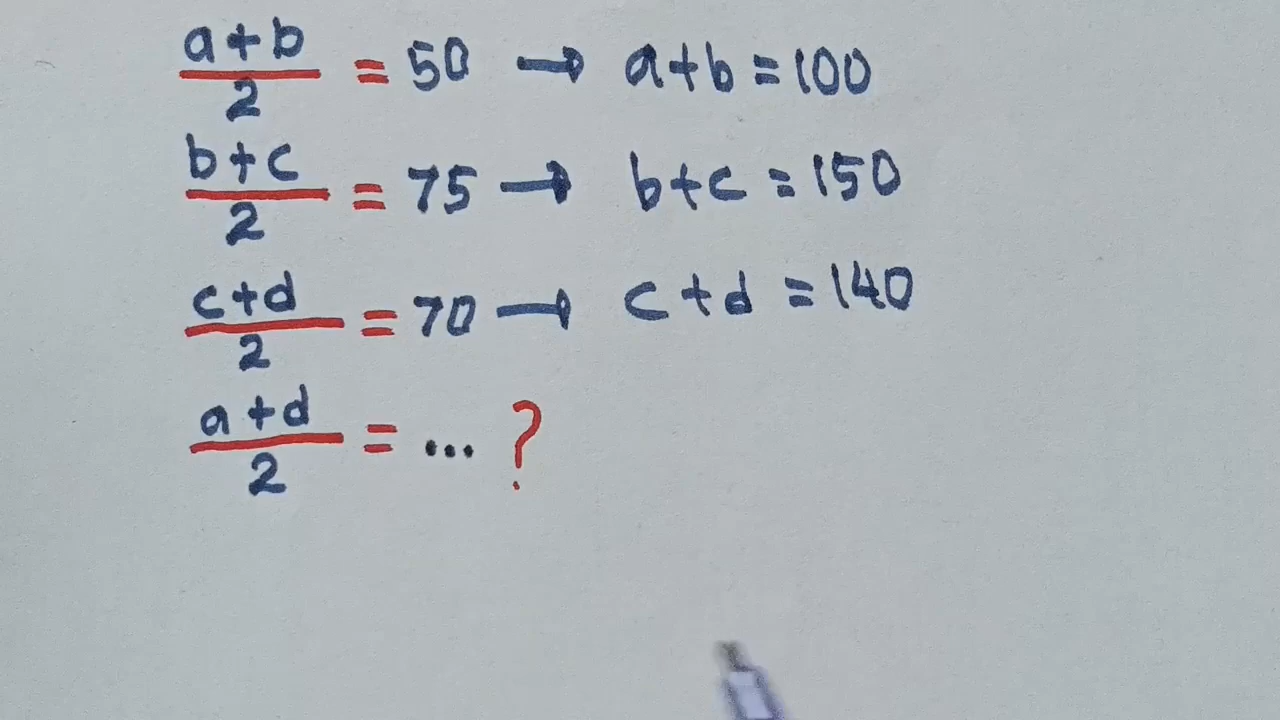 a+b/2 = 50 → a+b = 100
b+c/2 = 75 → b+c = 150
c+d/2 = 70 → c+d = 140
a+d/2 = ... ?